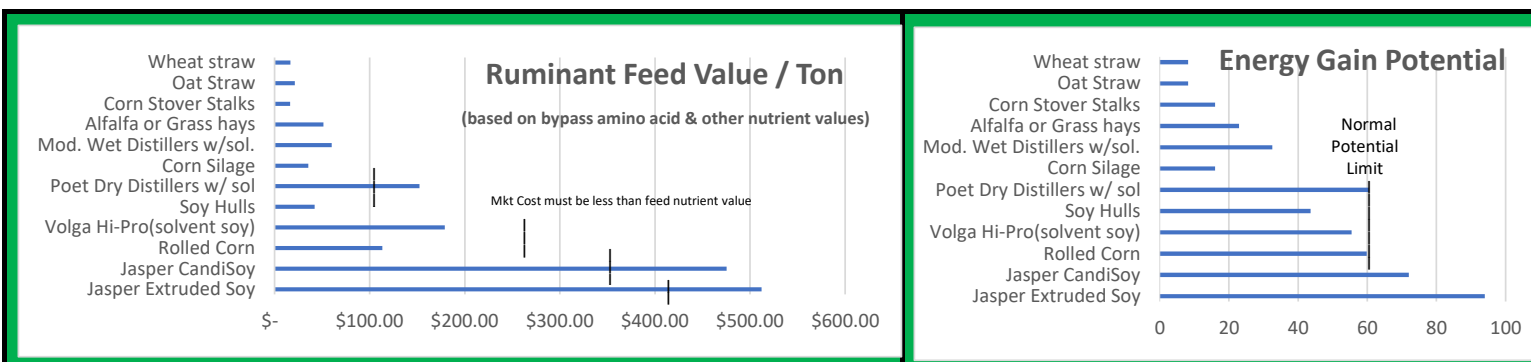 Ruminant Feed Value / Ton
(based on bypass amino acid & other nutrient values)
Mkt Cost must be less than feed nutrient value
Wheat straw
Oat Straw
Corn Stover Stalks
Alfalfa or Grass hays
Mod. Wet Distillers w/sol.
Corn Silage
Poet Dry Distillers w/ sol
Soy Hulls
Volga Hi-Pro(solvent soy)
Rolled Corn
Jasper CandiSoy
Jasper Extruded Soy
$- $100.00 $200.00 $300.00 $400.00 $500.00 $600.00
Energy Gain Potential
Normal
Potential
Limit
Wheat straw
Oat Straw
Corn Stover Stalks
Alfalfa or Grass hays
Mod. Wet Distillers w/sol.
Corn Silage
Poet Dry Distillers w/ sol
Soy Hulls
Volga Hi-Pro(solvent soy)
Rolled Corn
Jasper CandiSoy
Jasper Extruded Soy
0 20 40 60 80 100